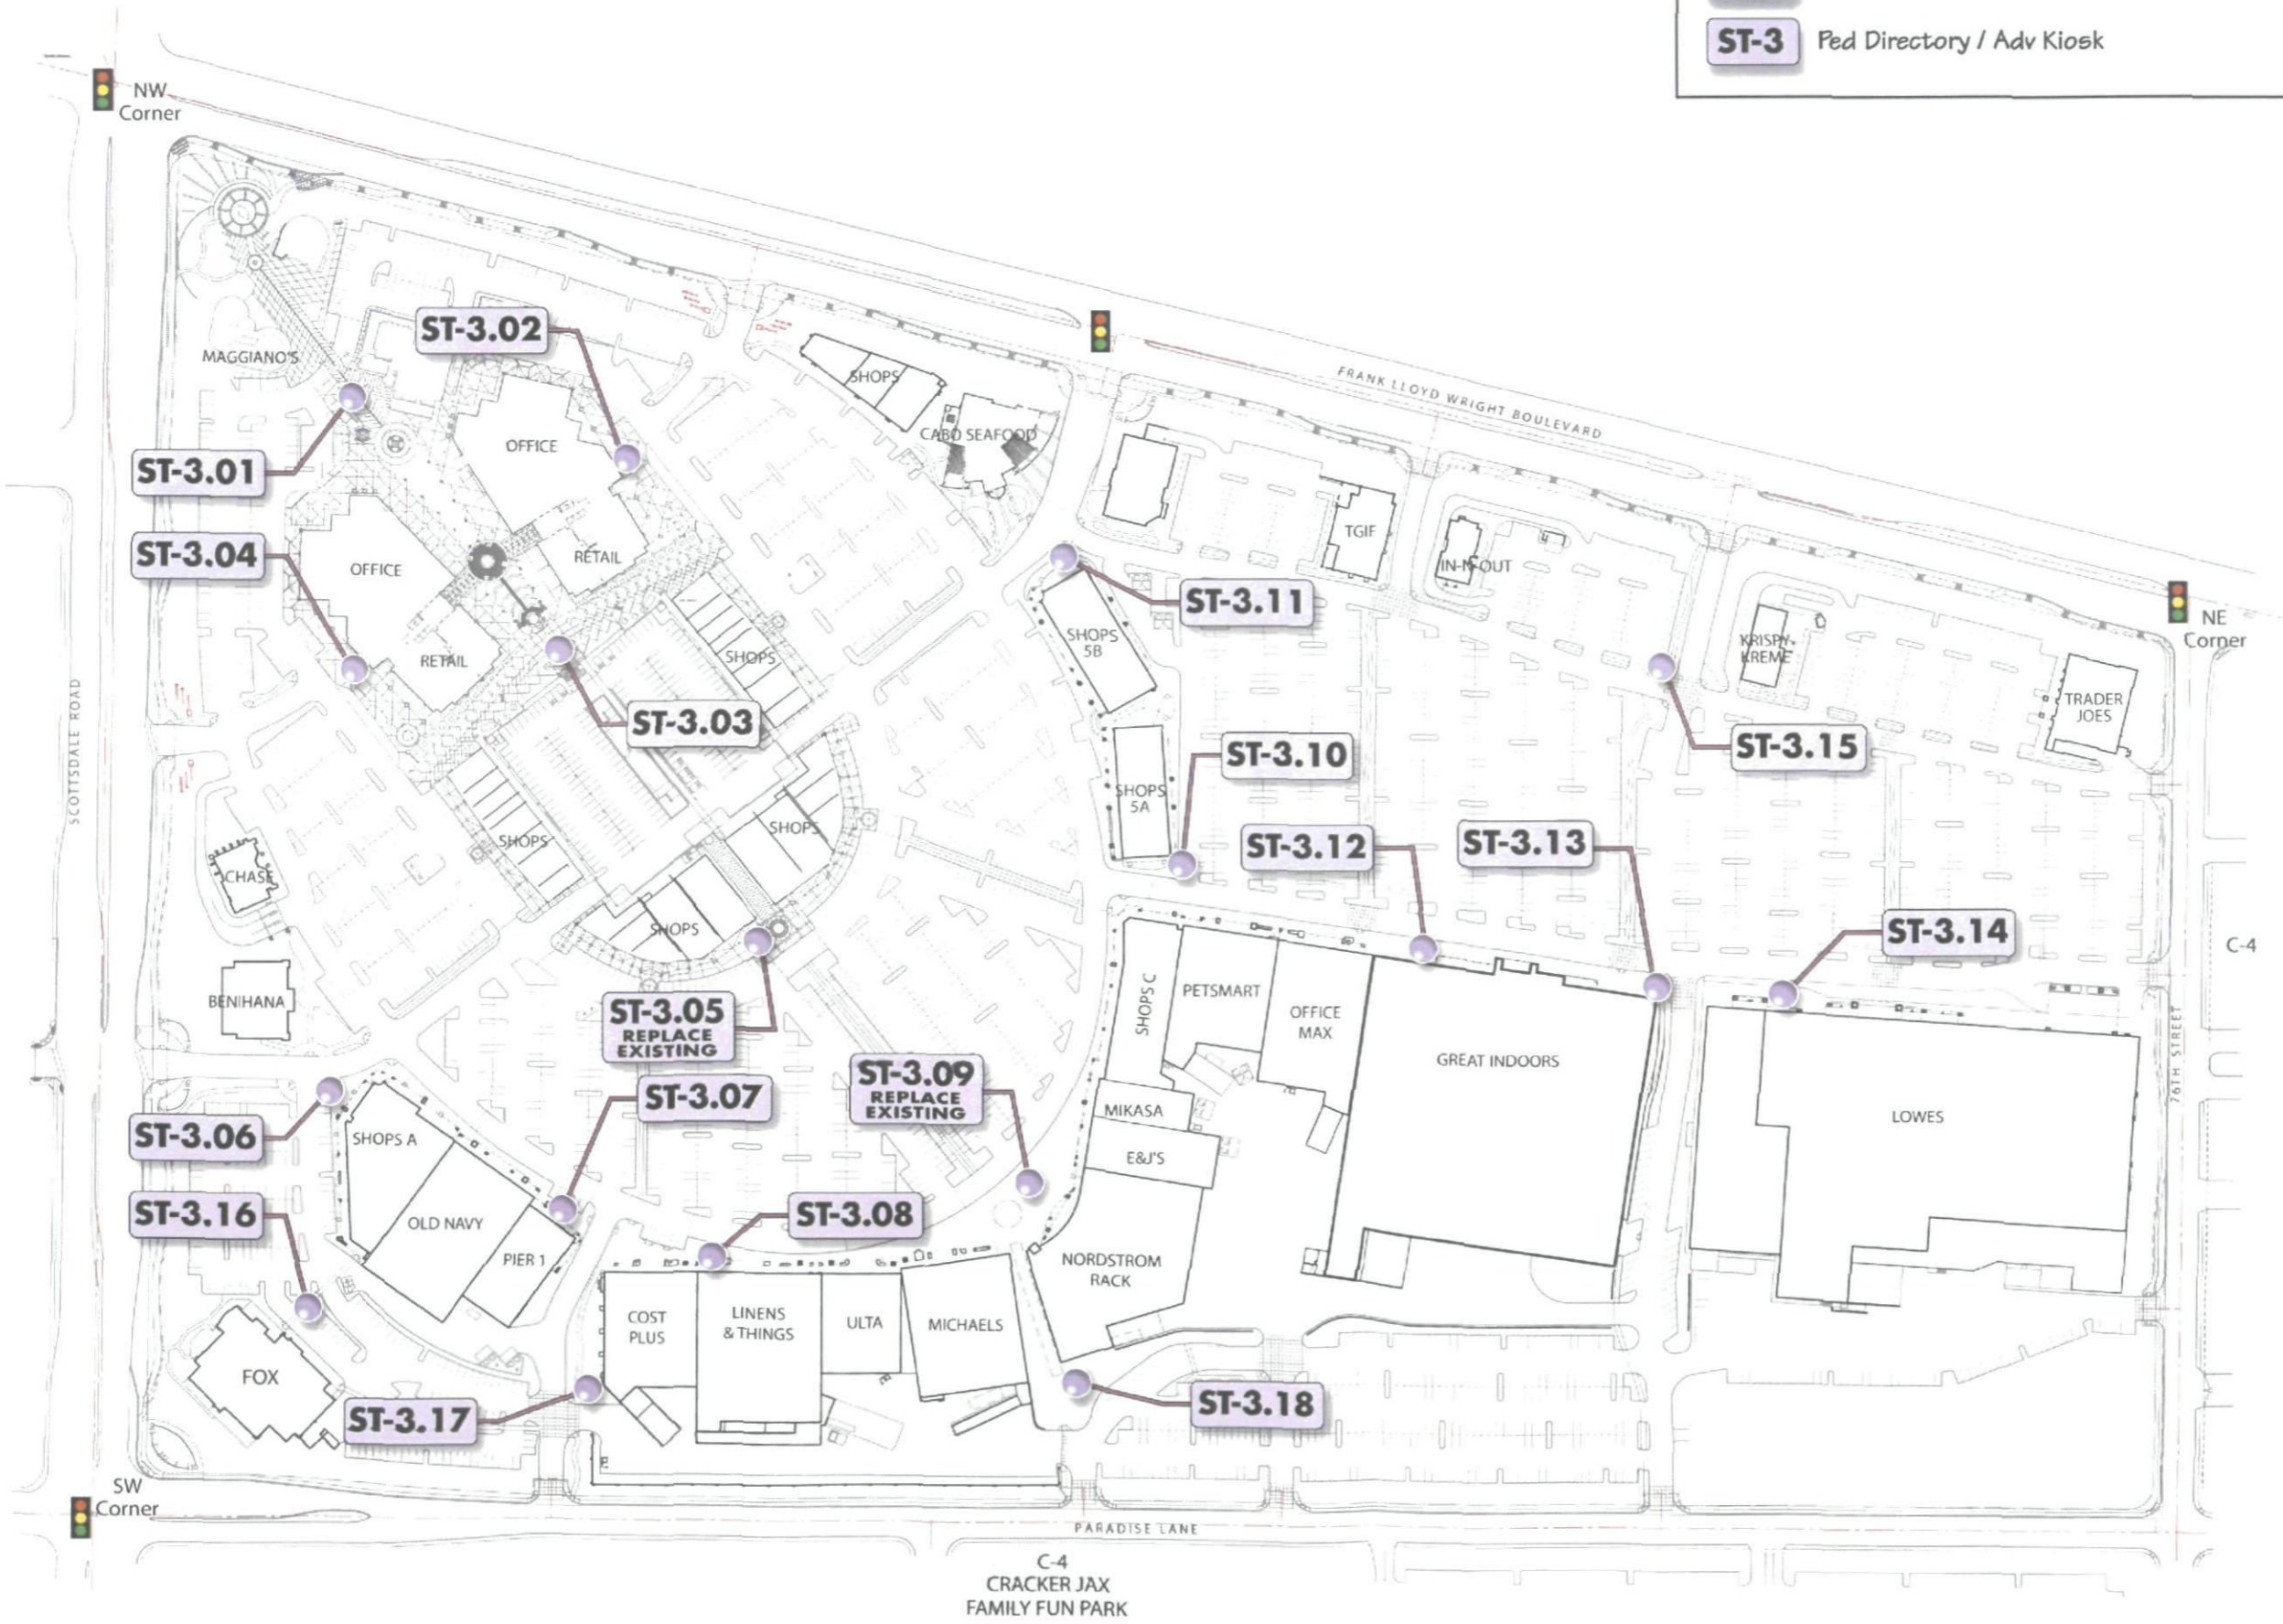 ST-3 Ped Directory / Adv Kiosk
NW
Corner
ST-3.02
MAGGIANO'S
SHOPS
FRANK LLOYD WRIGHT BOULEVARD
CABO SEAFOOD
OFFICE
ST-3.01
ST-3.04
OFFICE
RETAIL
TGIF
IN-N-OUT
ST-3.11
NE
Corner
SHOPS
5B
KRISPY
KREME
RETAIL
SHOPS
TRADER
JOES
SCOTTSDALE ROAD
ST-3.03
ST-3.10
ST-3.15
SHOPS
5A
SHOPS
SHOPS
ST-3.12
ST-3.13
CHASE
SHOPS
ST-3.14
C-4
BENIHANA
SHOPS C
PETSMART
OFFICE
MAX
ST-3.05
REPLACE
EXISTING
GREAT INDOORS
76TH STREET
ST-3.09
REPLACE
EXISTING
ST-3.07
MIKASA
LOWES
ST-3.06
SHOPS A
E&J'S
ST-3.16
OLD NAVY
ST-3.08
PIER 1
NORDSTROM
RACK
COST
PLUS
LINENS
& THINGS
ULTA
MICHAELS
FOX
ST-3.17
ST-3.18
SW
Corner
PARADISE LANE
C-4
CRACKER JAX
FAMILY FUN PARK